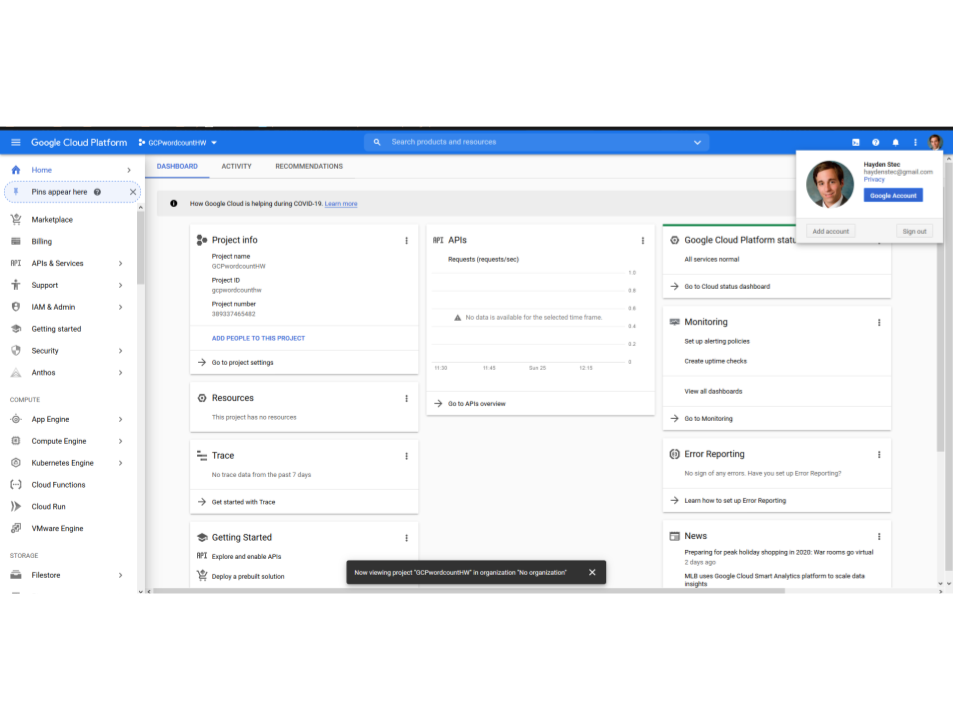 Google Cloud Platform
GCPwordcountHW
Search products and resources
Home
Pins appear here
Marketplace
Billing
API APIs & Services
Support
IAM & Admin
Getting started
Security
Anthos
COMPUTE
App Engine
Compute Engine
Kubernetes Engine
Cloud Functions
Cloud Run
VMware Engine
STORAGE
Filestore
DASHBOARD
ACTIVITY
RECOMMENDATIONS
How Google Cloud is helping during COVID-19. Learn more
Project info
Project name
GCPwordcountHW
Project ID
gcpwordcounthw
Project number
389337465482
ADD PEOPLE TO THIS PROJECT
Go to project settings
Resources
This project has no resources
Trace
No trace data from the past 7 days
Get started with Trace
Getting Started
API Explore and enable APIs
Deploy a prebuilt solution
API APIs
Requests (requests/sec)
1.0
0.8
0.6
No data is available for the selected time frame.
0.4
0.2
0
11:30 11:45 Sun 25 12:15
Go to APIs overview
Google Cloud Platform statu
All services normal
Go to Cloud status dashboard
Monitoring
Set up alerting policies
Create uptime checks
View all dashboards
Go to Monitoring
Error Reporting
No sign of any errors. Have you set up Error Reporting?
Learn how to set up Error Reporting
News
Preparing for peak holiday shopping in 2020: War rooms go virtual
2 days ago
MLB uses Google Cloud Smart Analytics platform to scale data
insights
Hayden Stec
haydenstec@gmail.com
Privacy
Google Account
Add account
Sign out
Now viewing project "GCPwordcountHW" in organization "No organization"